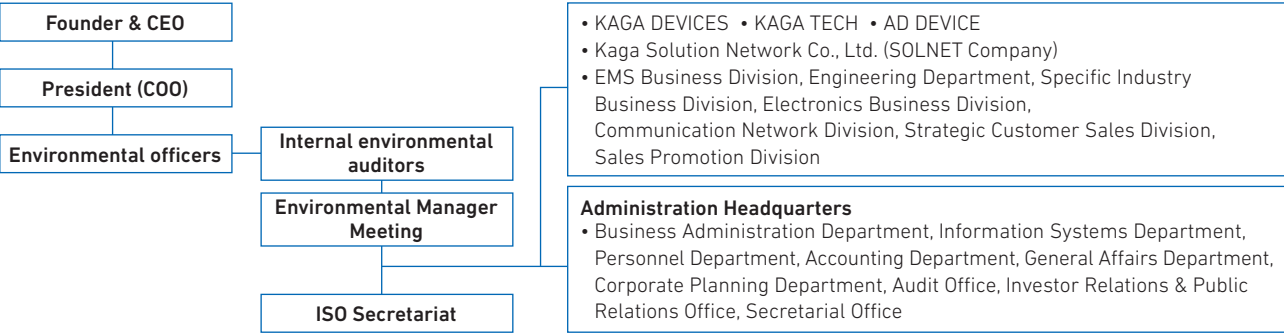 Founder & CEO
President (COO)
Environmental officers
Internal environmental
auditors
Environmental Manager
Meeting
ISO Secretariat
• KAGA DEVICES • KAGA TECH • AD DEVICE
• Kaga Solution Network Co., Ltd. (SOLNET Company)
• EMS Business Division, Engineering Department, Specific Industry
Business Division, Electronics Business Division,
Communication Network Division, Strategic Customer Sales Division,
Sales Promotion Division
Administration Headquarters
• Business Administration Department, Information Systems Department,
Personnel Department, Accounting Department, General Affairs Department,
Corporate Planning Department, Audit Office, Investor Relations & Public
Relations Office, Secretarial Office